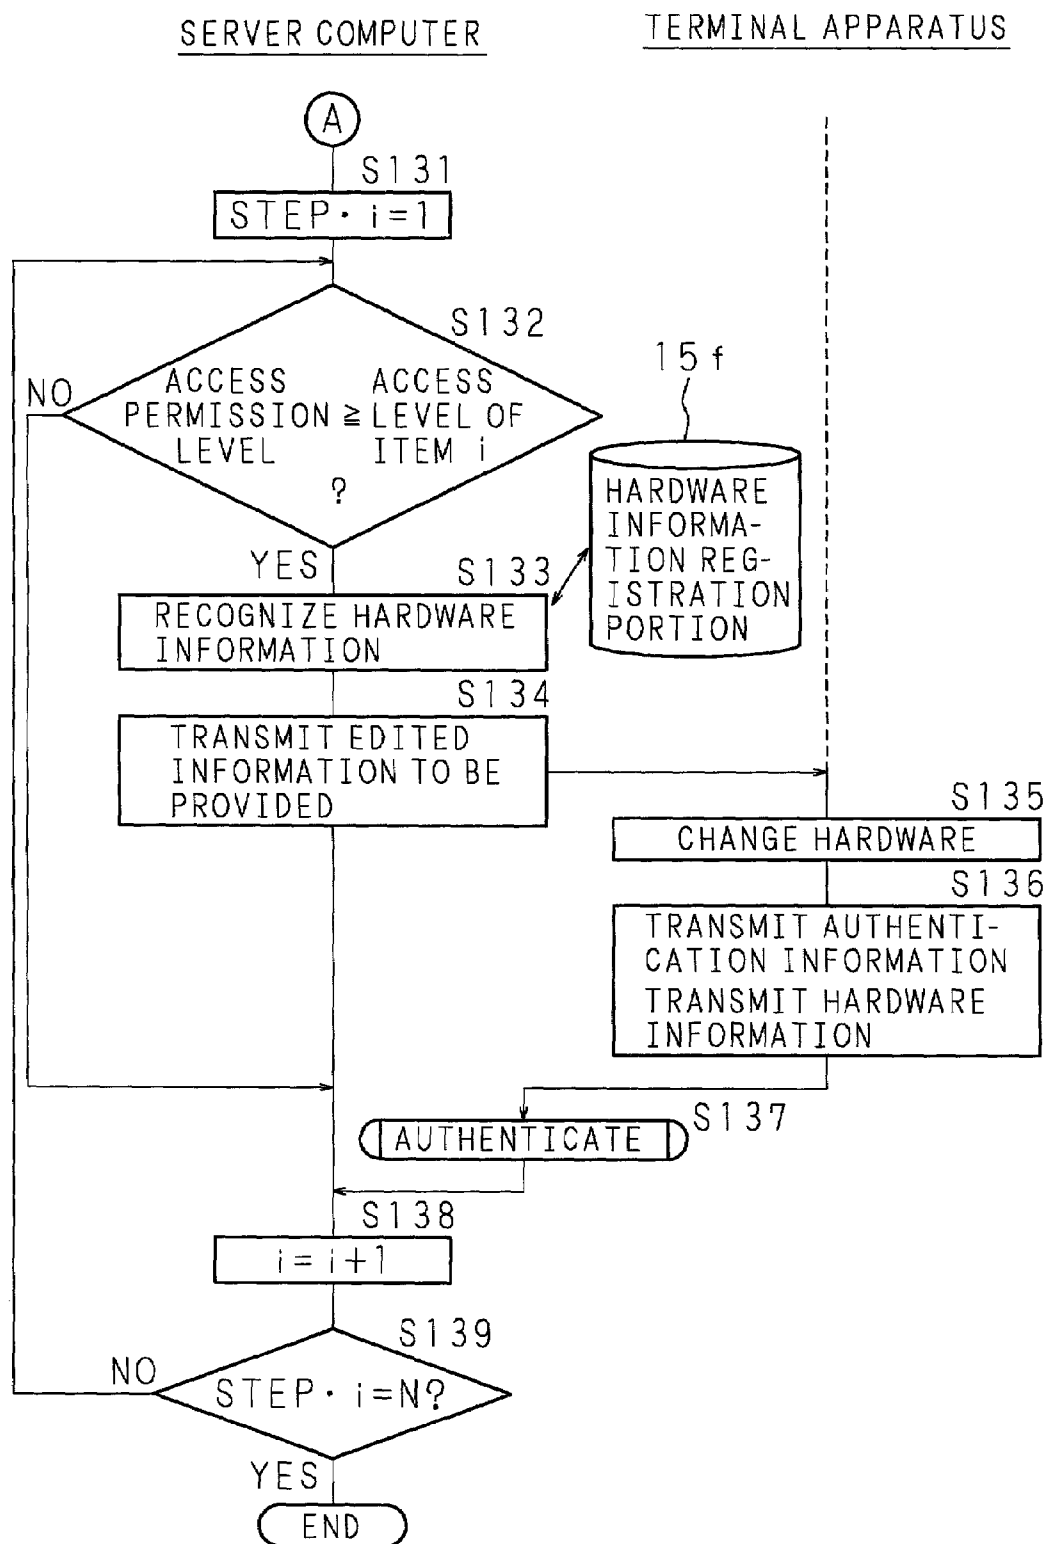 SERVER COMPUTER
TERMINAL APPARATUS
A
S131
STEP・i=1
S132
NO
ACCESS PERMISSION LEVEL ≧ ACCESS LEVEL OF ITEM i
?
15f
HARDWARE
INFORMA-
TION REG-
ISTRATION
PORTION
YES
S133
RECOGNIZE HARDWARE
INFORMATION
S134
TRANSMIT EDITED
INFORMATION TO BE
PROVIDED
S135
CHANGE HARDWARE
S136
TRANSMIT AUTHENTI-
CATION INFORMATION
TRANSMIT HARDWARE
INFORMATION
S137
AUTHENTICATE
S138
i=i+1
S139
NO
STEP・i=N?
YES
END